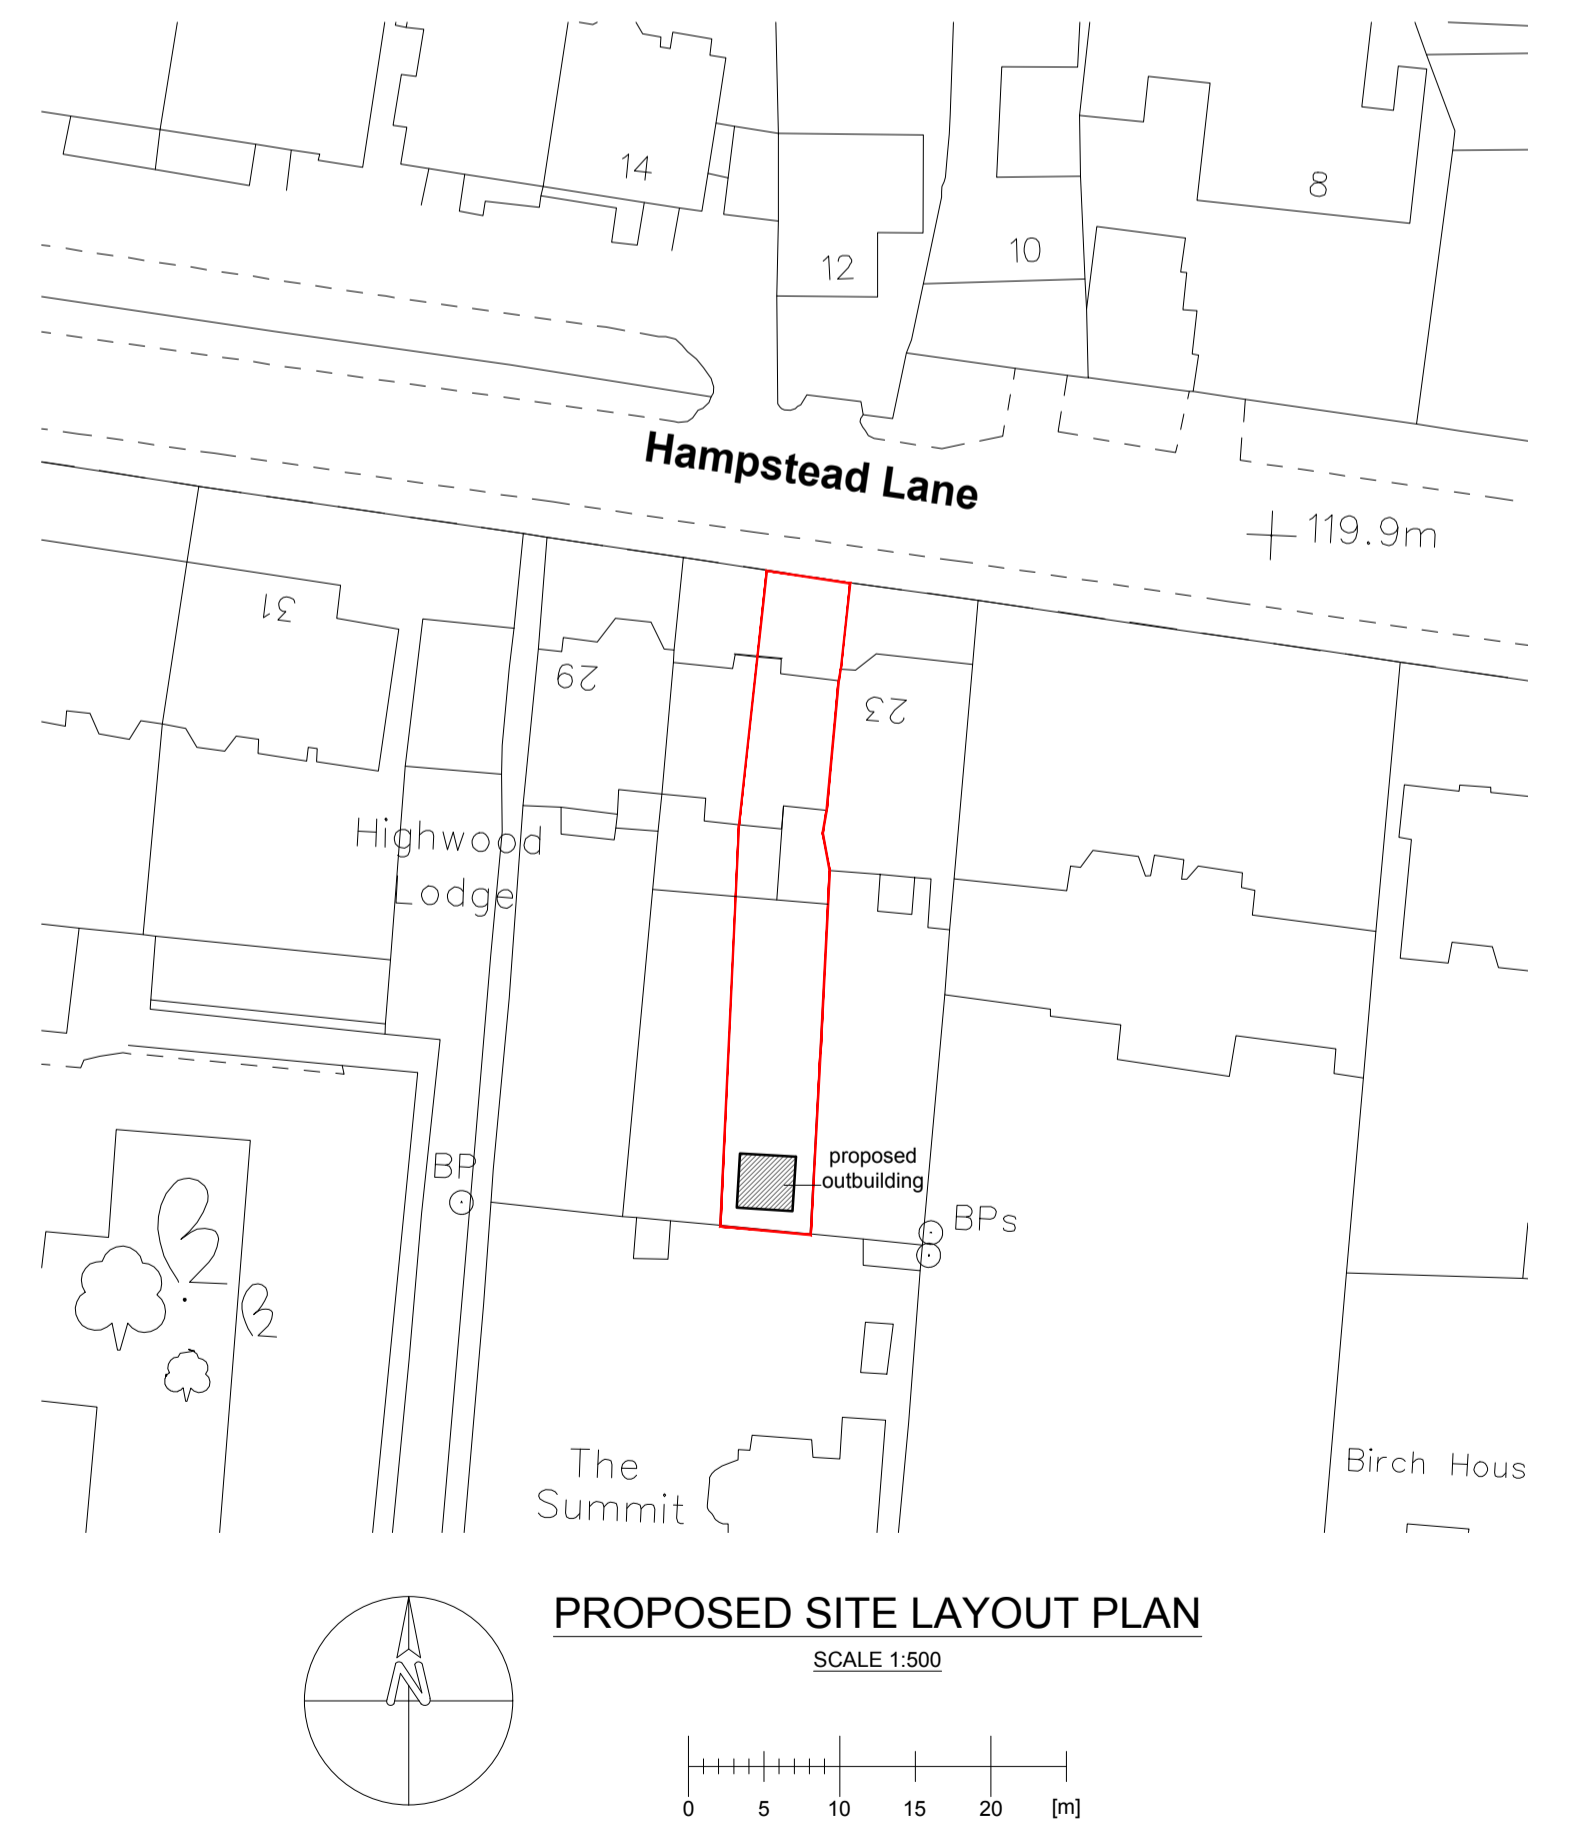 14
8
12
10
Hampstead Lane
119.9m
31
29
23
Highwood
Lodge
proposed
outbuilding
BP
BPs
The
Summit
Birch Hous
N
PROPOSED SITE LAYOUT PLAN
SCALE 1:500
0 5 10 15 20 [m]